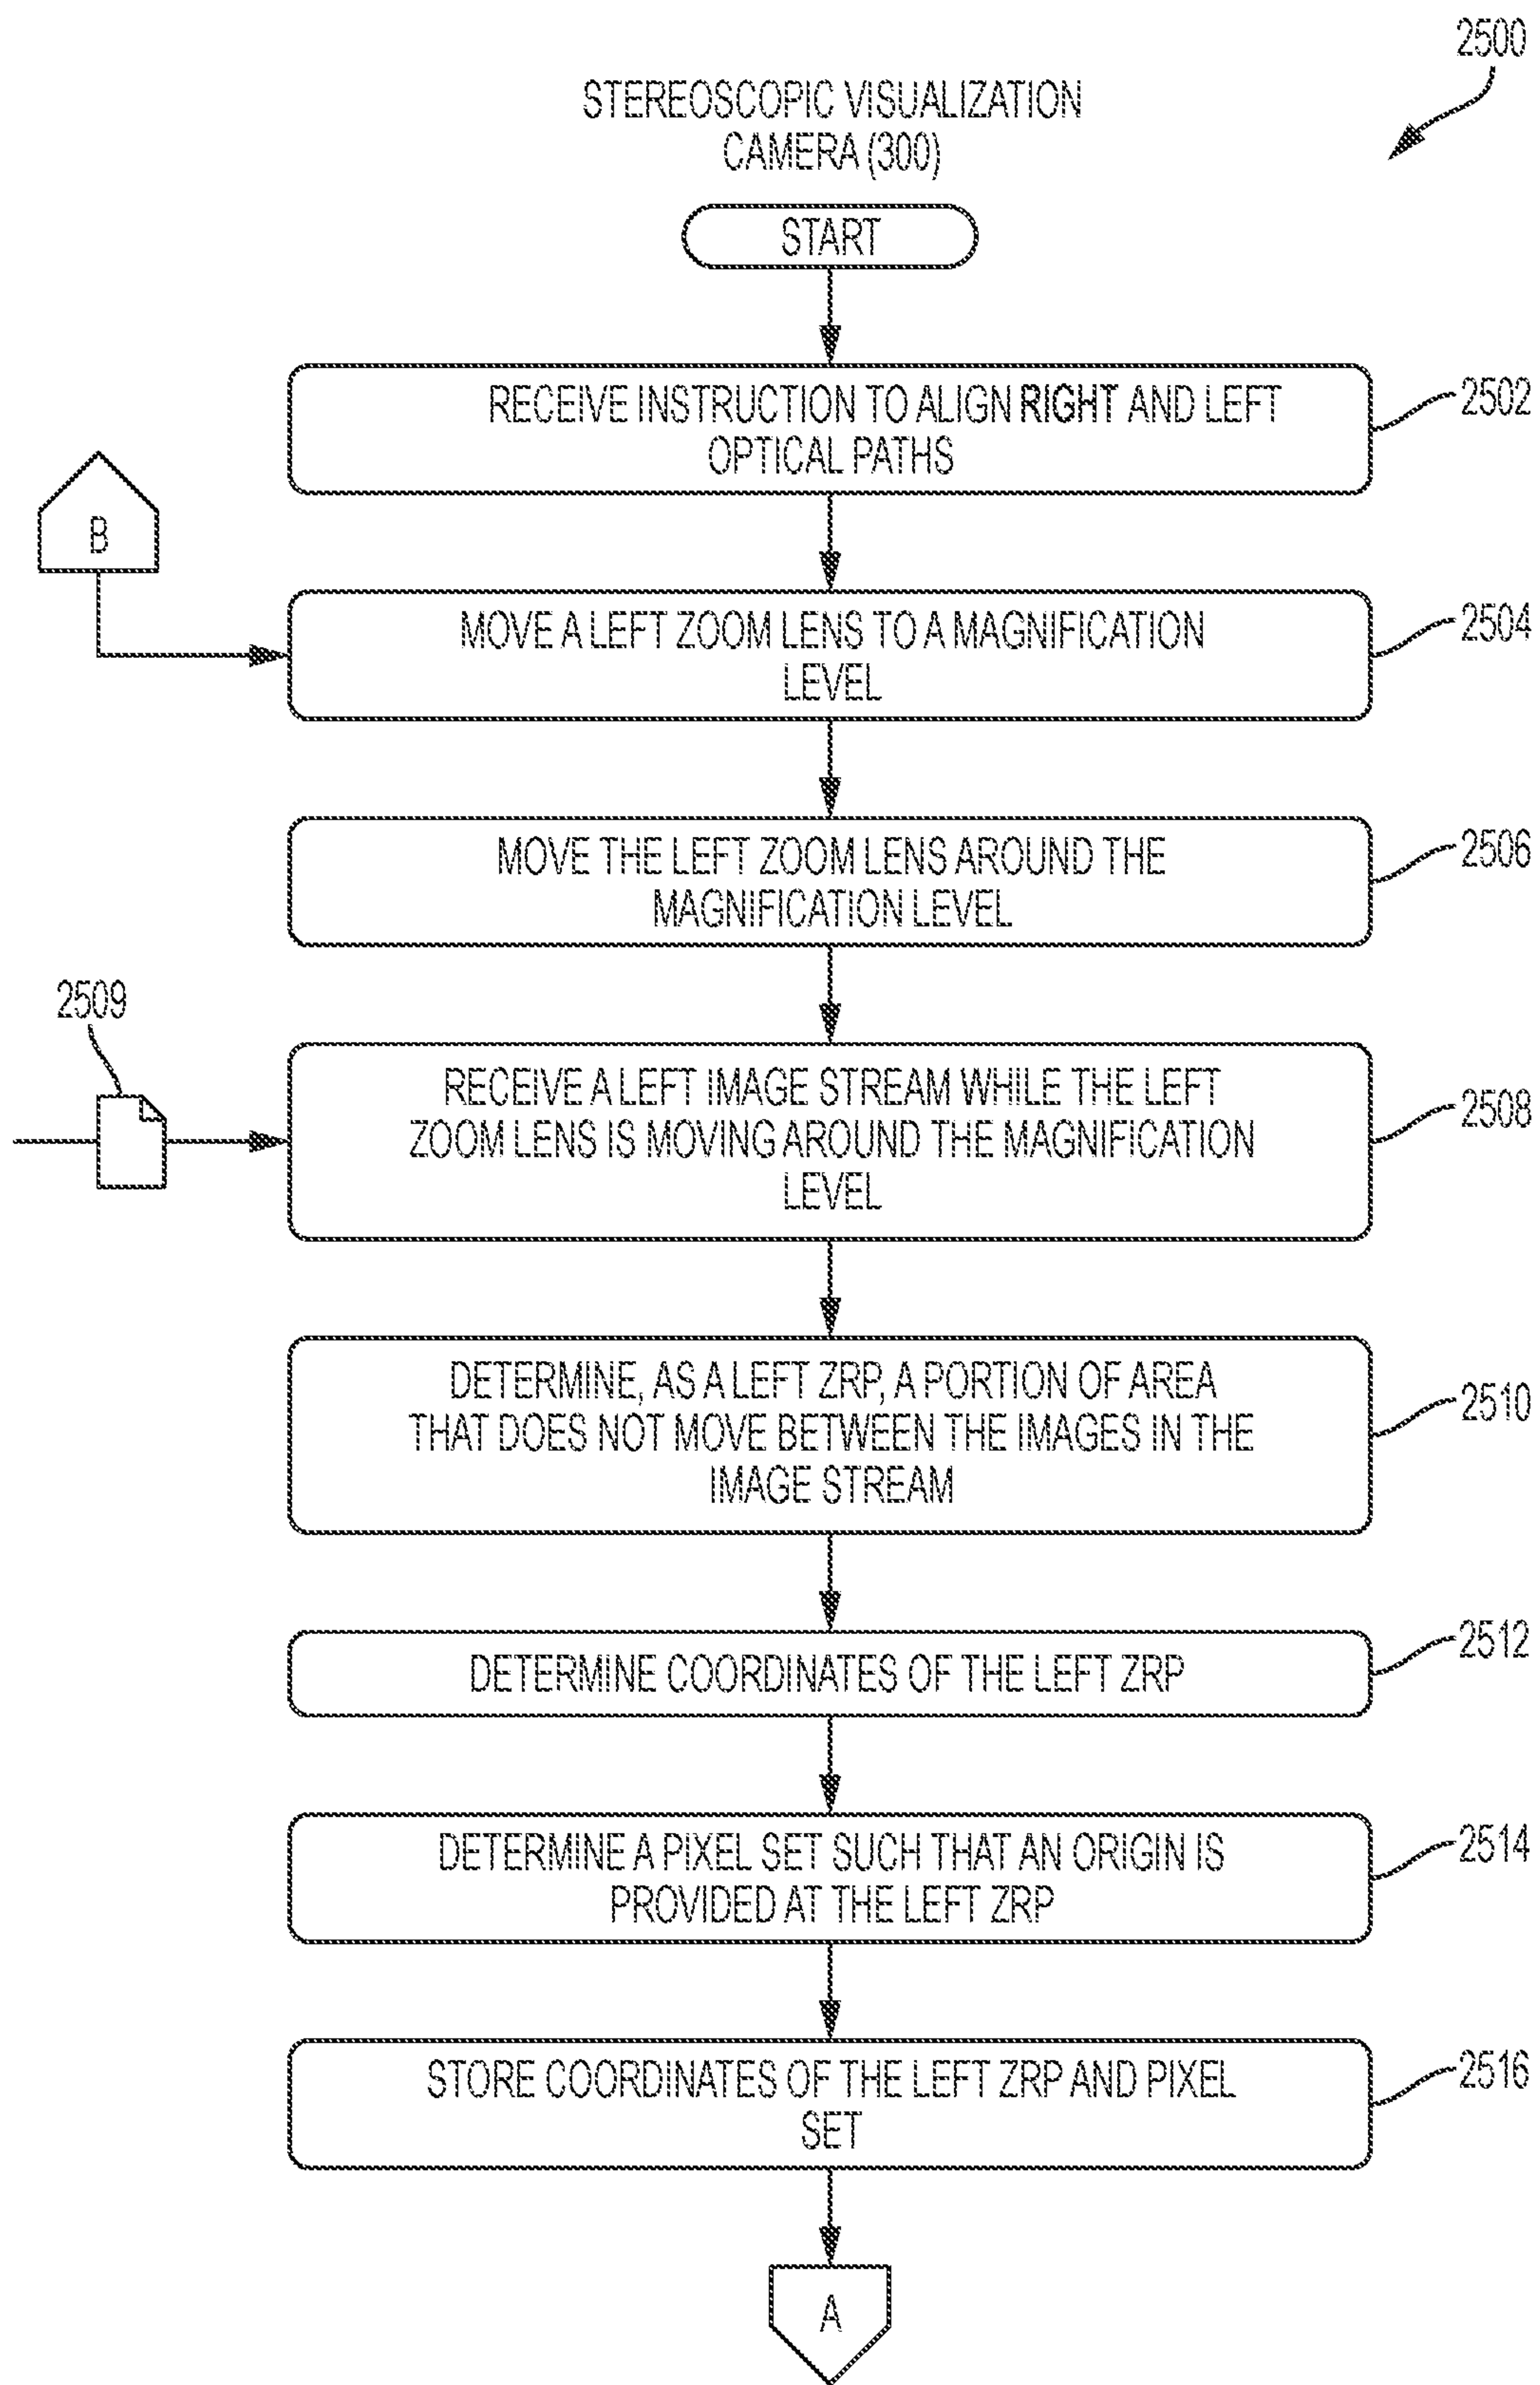 2500
STEREOSCOPIC VISUALIZATION
CAMERA (300)
START
RECEIVE INSTRUCTION TO ALIGN RIGHT AND LEFT
OPTICAL PATHS
2502
B
MOVE A LEFT ZOOM LENS TO A MAGNIFICATION
LEVEL
2504
MOVE THE LEFT ZOOM LENS AROUND THE
MAGNIFICATION LEVEL
2506
2509
RECEIVE A LEFT IMAGE STREAM WHILE THE LEFT
ZOOM LENS IS MOVING AROUND THE MAGNIFICATION
LEVEL
2508
DETERMINE, AS A LEFT ZRP, A PORTION OF AREA
THAT DOES NOT MOVE BETWEEN THE IMAGES IN THE
IMAGE STREAM
2510
DETERMINE COORDINATES OF THE LEFT ZRP
2512
DETERMINE A PIXEL SET SUCH THAT AN ORIGIN IS
PROVIDED AT THE LEFT ZRP
2514
STORE COORDINATES OF THE LEFT ZRP AND PIXEL
SET
2516
A